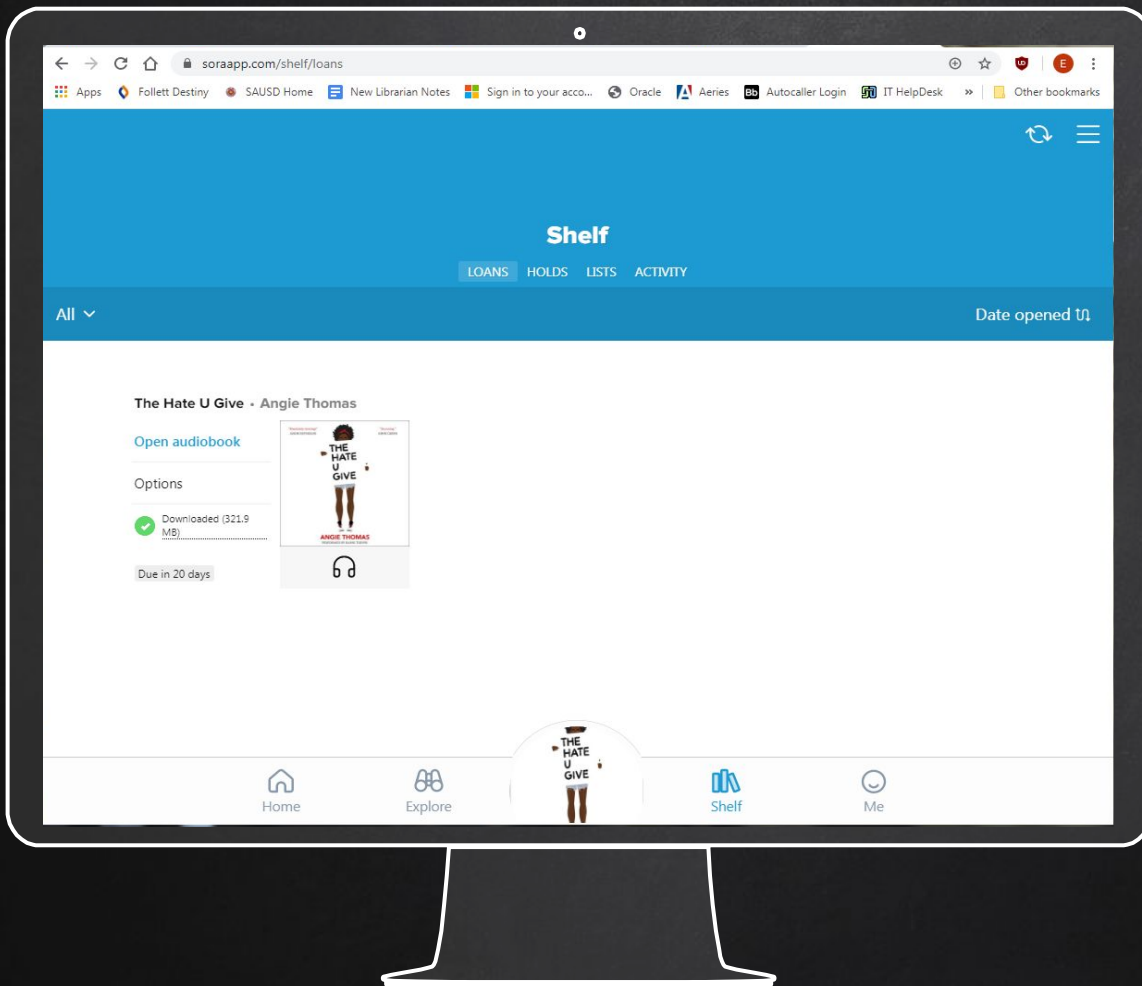 soraapp.com/shelf/loans
E
Apps Follett Destiny SAUSD Home New Librarian Notes Sign in to your acco... Oracle Aeries Bb Autocaller Login IT HelpDesk » Other bookmarks
Shelf
LOANS HOLDS LISTS ACTIVITY
All Date opened
The Hate U Give • Angie Thomas
Open audiobook
Options
Downloaded (321.9
MB)
Due in 20 days
THE
HATE
U
GIVE
ANGIE THOMAS
THE
HATE
U
GIVE
Home Explore Shelf Me